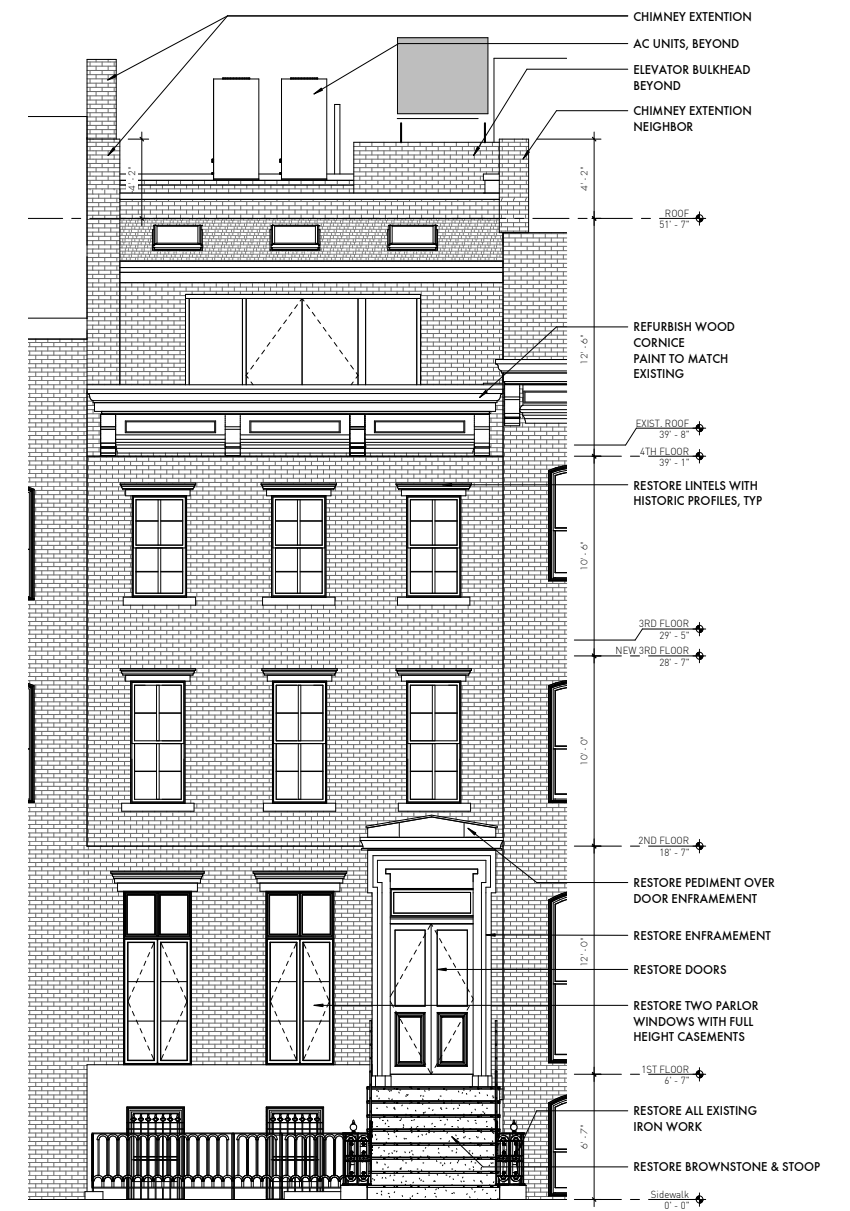 CHIMNEY EXTENTION
AC UNITS, BEYOND
ELEVATOR BULKHEAD
BEYOND
CHIMNEY EXTENTION
NEIGHBOR
4' - 2"
4' - 2"
ROOF
51' - 7"
12' - 6"
REFURBISH WOOD
CORNICE
PAINT TO MATCH
EXISTING
EXIST. ROOF
39' - 8"
4TH FLOOR
39' - 1"
RESTORE LINTELS WITH
HISTORIC PROFILES, TYP
10' - 6"
3RD FLOOR
29' - 5"
NEW 3RD FLOOR
28' - 7"
10' - 0"
2ND FLOOR
18' - 7"
RESTORE PEDIMENT OVER
DOOR ENFRAMEMENT
RESTORE ENFRAMEMENT
12' - 0"
RESTORE DOORS
RESTORE TWO PARLOR
WINDOWS WITH FULL
HEIGHT CASEMENTS
1ST FLOOR
6' - 7"
RESTORE ALL EXISTING
IRON WORK
6' - 7"
RESTORE BROWNSTONE & STOOP
Sidewalk
0' - 0"